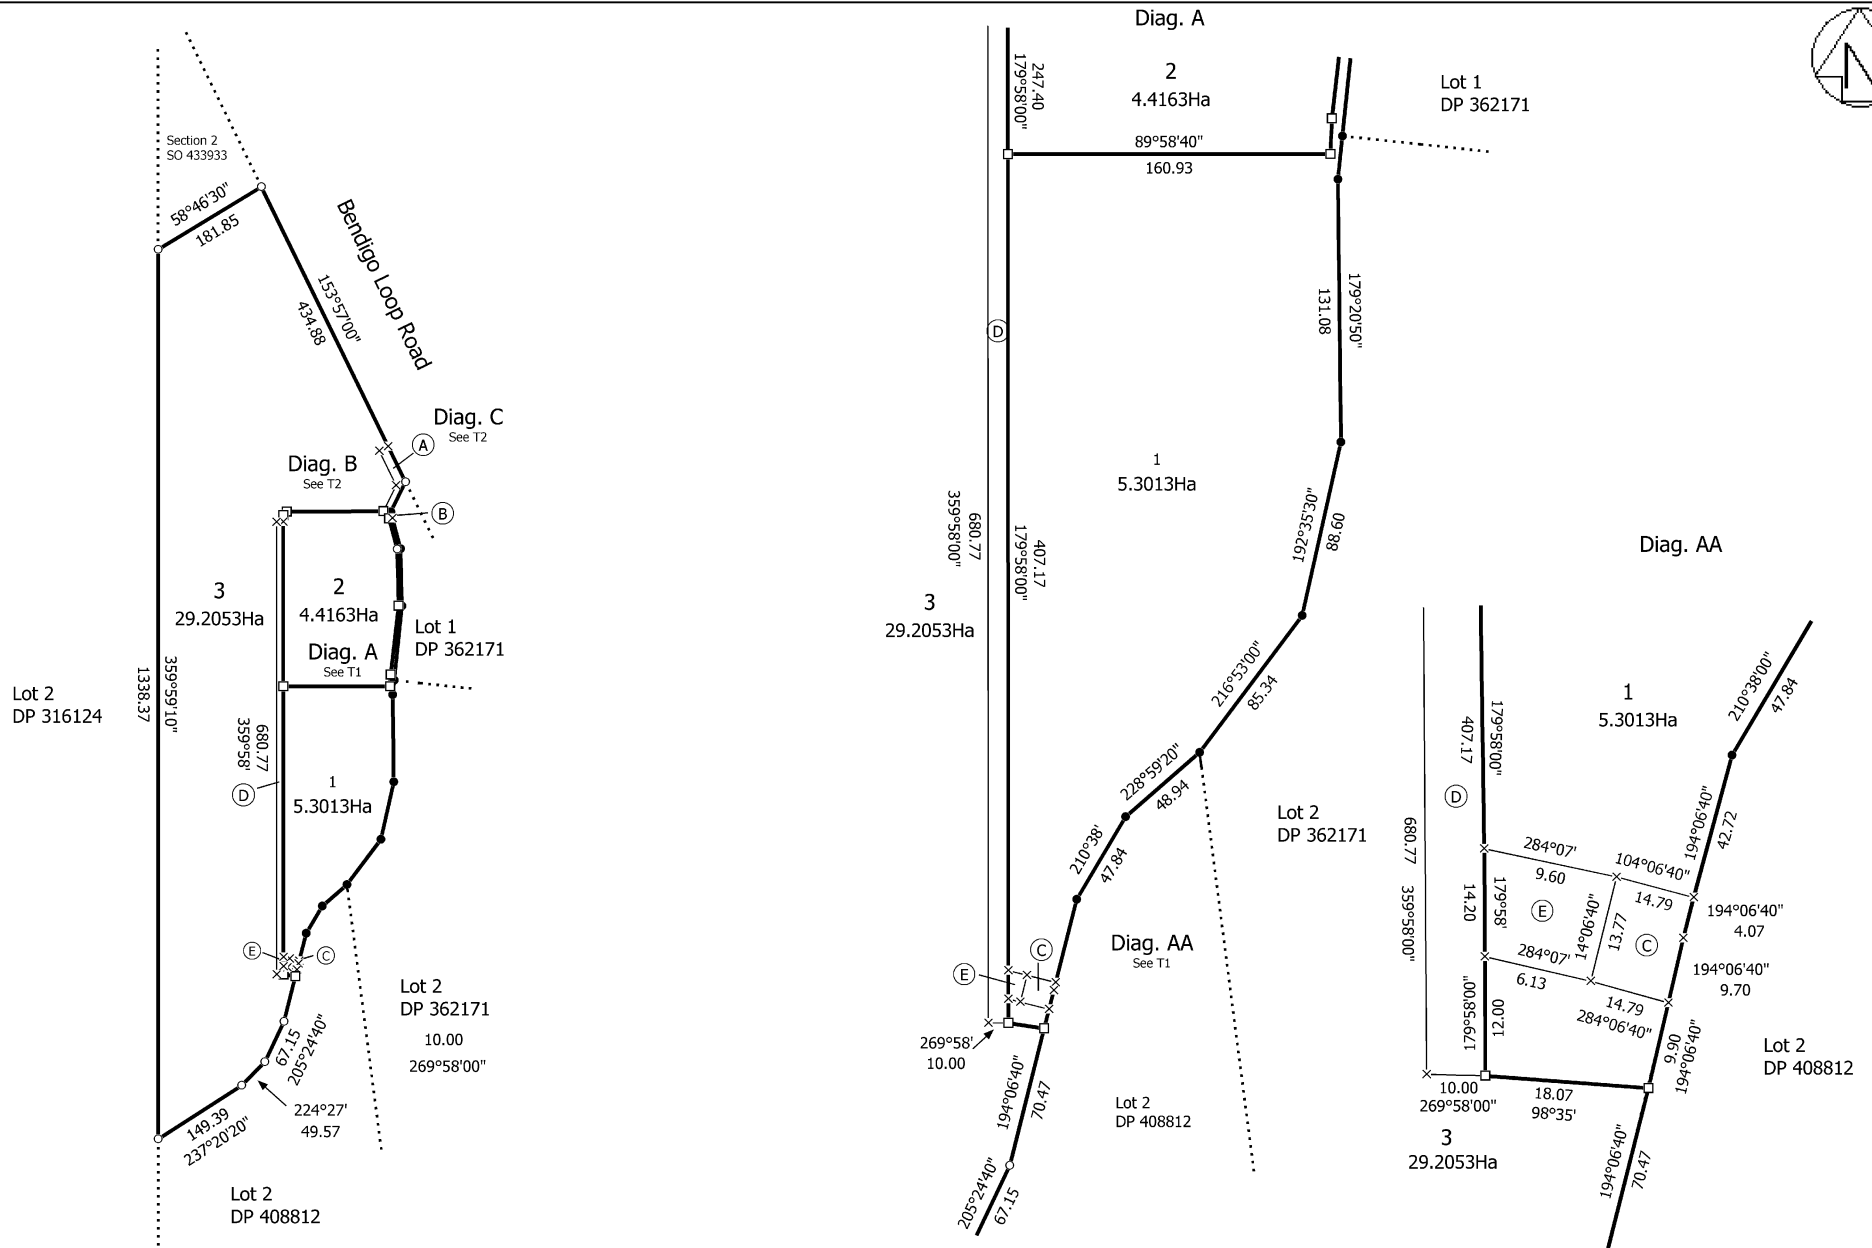 Section 2
SO 433933
58°46'30"
181.85
Bendigo Loop Road
153°57'00"
434.88
Diag. C
See T2
A
Diag. B
See T2
B
3
29.2053Ha
2
4.4163Ha
Lot 1
DP 362171
Diag. A
See T1
359°59'10"
1338.37
Lot 2
DP 316124
680.77
359°58'
D
1
5.3013Ha
E
C
Lot 2
DP 362171
10.00
269°58'00"
67.15
205°24'40"
224°27'
49.57
149.39
237°20'20"
Lot 2
DP 408812
Diag. A
247.40
179°58'00"
2
4.4163Ha
Lot 1
DP 362171
89°58'40"
160.93
D
179°20'50"
131.08
1
5.3013Ha
680.77
359°58'00"
407.17
179°58'00"
192°35'30"
88.60
3
29.2053Ha
216°53'00"
85.34
228°59'20"
48.94
Lot 2
DP 362171
210°38'
47.84
Diag. AA
See T1
C
E
269°58'
10.00
194°06'40"
70.47
Lot 2
DP 408812
205°24'40"
67.15
Diag. AA
1
5.3013Ha
210°38'00"
47.84
179°58'00"
407.17
D
194°06'40"
42.72
680.77
359°58'00"
284°07'
9.60
104°06'40"
14.79
179°58'
14.20
E
14°06'40"
13.77
C
194°06'40"
4.07
284°07'
6.13
14.79
284°06'40"
194°06'40"
9.70
12.00
179°58'00"
9.90
194°06'40"
Lot 2
DP 408812
10.00
269°58'00"
18.07
98°35'
3
29.2053Ha
194°06'40"
70.47